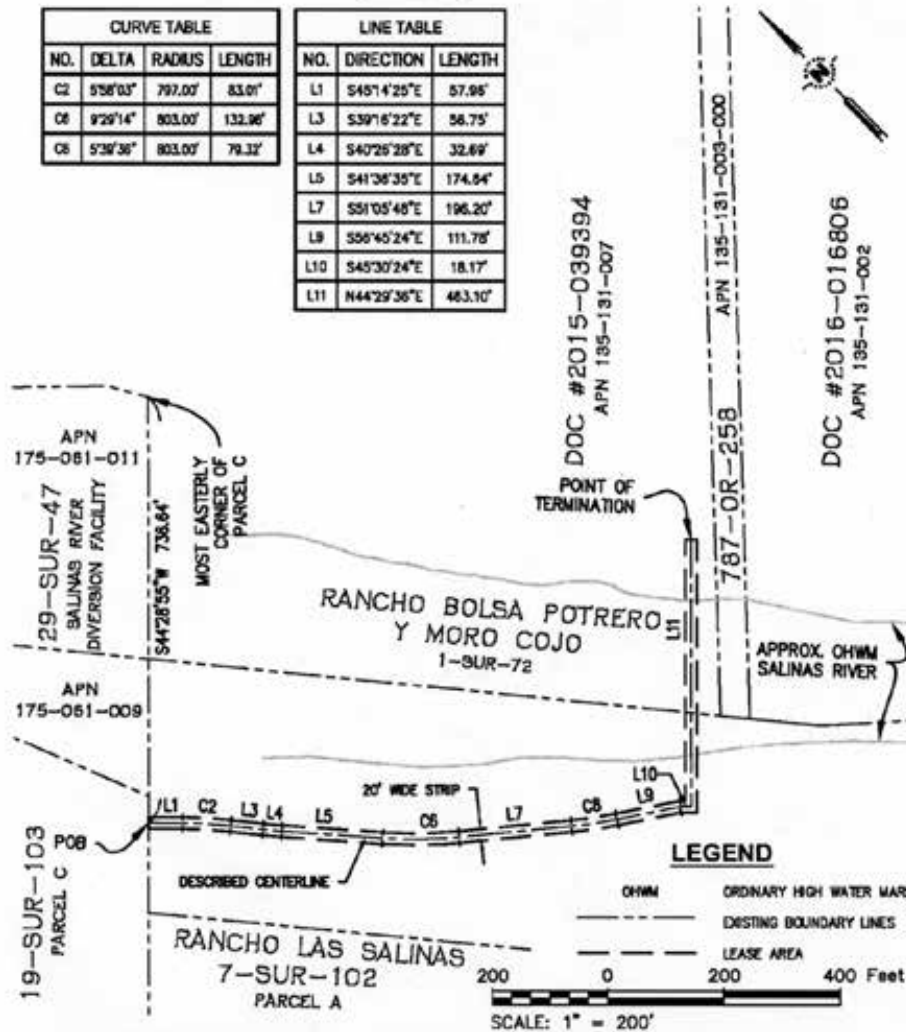 CURVE TABLE
NO. DELTA RADIUS LENGTH
C2 5°58'03" 797.00' 83.01'
C6 9°29'14" 803.00' 132.96'
C8 5°39'36" 803.00' 79.32'
LINE TABLE
NO. DIRECTION LENGTH
L1 S45°14'25"E 57.95'
L3 S39°16'22"E 56.75'
L4 S40°26'28"E 32.69'
L5 S41°36'35"E 174.64'
L7 S51°05'48"E 196.20'
L9 S56°45'24"E 111.78'
L10 S45°30'24"E 18.17'
L11 N44°29'36"E 463.10'
N
DOC #2015-039394
APN 135-131-007
APN 135-131-003-000
787-OR-258
DOC #2016-016806
APN 135-131-002
APN
175-061-011
29-SUR-47
SALINAS RIVER
DIVERSION FACILITY
S44°28'55"W 736.64'
MOST EASTERLY
CORNER OF
PARCEL C
POINT OF
TERMINATION
RANCHO BOLSA POTRERO
Y MORO COJO
1-SUR-72
L11
APPROX. OHWM
SALINAS RIVER
APN
175-061-009
L10
L1 C2 L3 L4 L5 C6 L7 C8 L9
20' WIDE STRIP
POB
DESCRIBED CENTERLINE
19-SUR-103
PARCEL C
RANCHO LAS SALINAS
7-SUR-102
PARCEL A
LEGEND
OHWM ORDINARY HIGH WATER MAR
EXISTING BOUNDARY LINES
LEASE AREA
200 0 200 400 Feet
SCALE: 1" = 200'